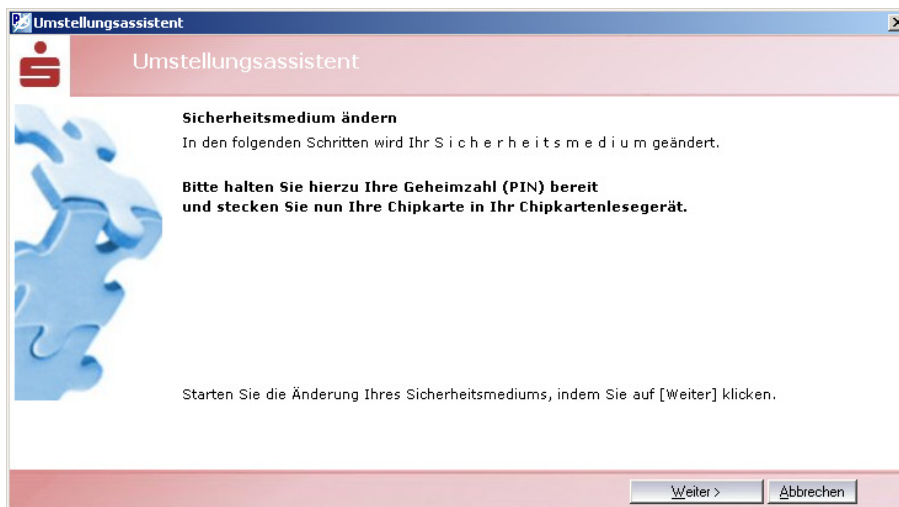 Umstellungsassistent
Umstellungsassistent
Sicherheitsmedium ändern
In den folgenden Schritten wird Ihr S i c h e r h e i t s m e d i u m geändert.
Bitte halten Sie hierzu Ihre Geheimzahl (PIN) bereit
und stecken Sie nun Ihre Chipkarte in Ihr Chipkartenlesegerät.
Starten Sie die Änderung Ihres Sicherheitsmediums, indem Sie auf [Weiter] klicken.
Weiter > Abbrechen